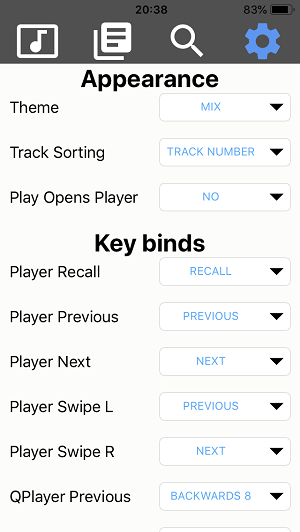 20:38 83%
Appearance
Theme MIX
Track Sorting TRACK NUMBER
Play Opens Player NO
Key binds
Player Recall RECALL
Player Previous PREVIOUS
Player Next NEXT
Player Swipe L PREVIOUS
Player Swipe R NEXT
QPlayer Previous BACKWARDS 8